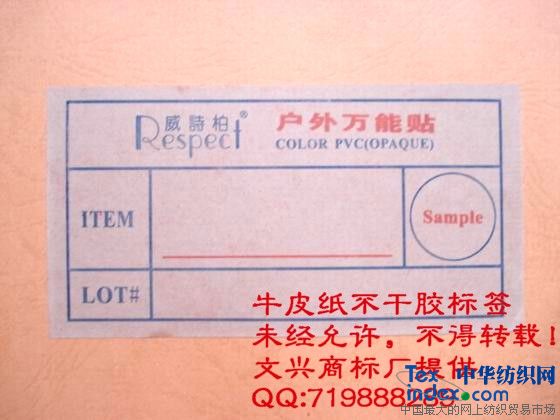 威詩柏®
Respect
户外万能贴
COLOR PVC(OPAQUE)
ITEM
Sample
LOT#
牛皮纸不干胶标签
未经允许，不得转载！
文兴商标厂提供
Tex 中华纺织网
index.com
中国最大的网上纺织贸易市场